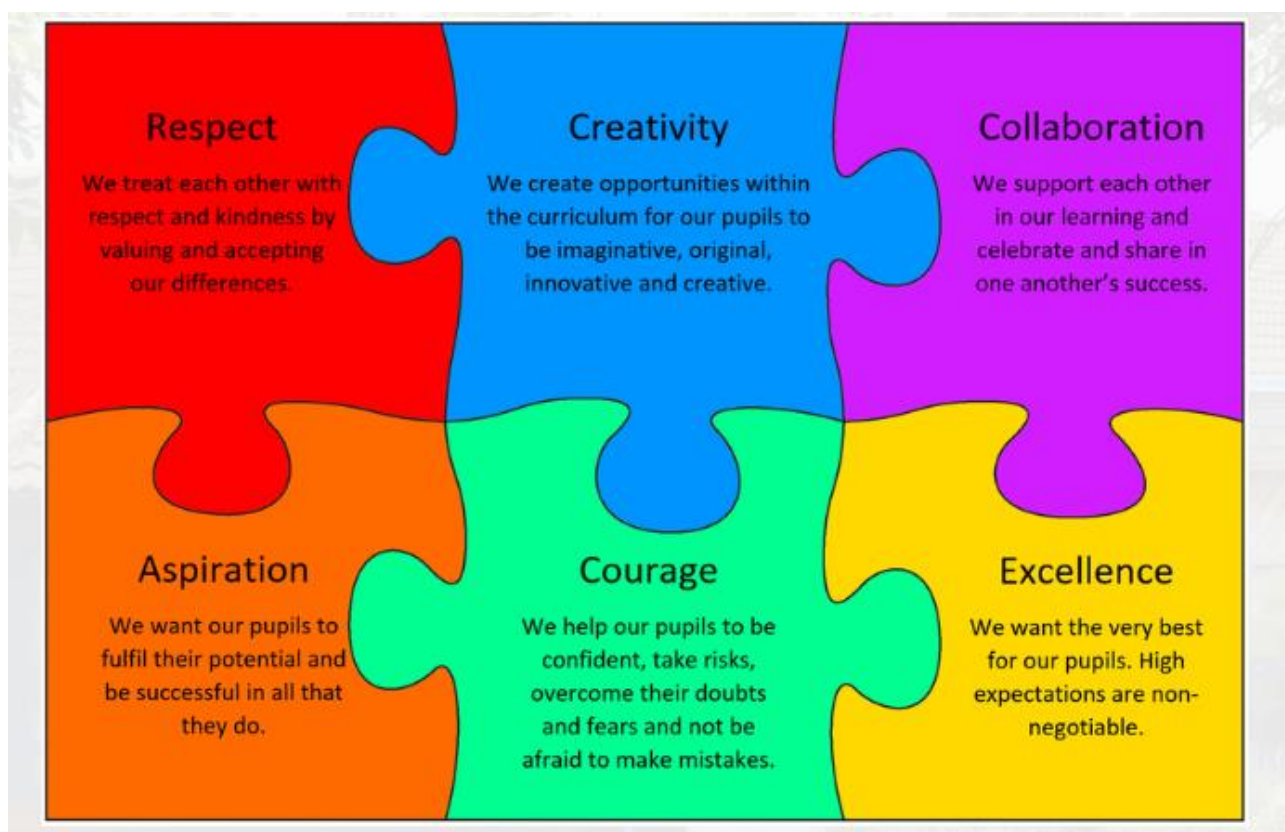 Respect
We treat each other with
respect and kindness by
valuing and accepting
our differences.
Creativity
We create opportunities within
the curriculum for our pupils to
be imaginative, original,
innovative and creative.
Collaboration
We support each other
in our learning and
celebrate and share in
one another’s success.
Aspiration
We want our pupils to
fulfil their potential and
be successful in all that
they do.
Courage
We help our pupils to be
confident, take risks,
overcome their doubts
and fears and not be
afraid to make mistakes.
Excellence
We want the very best
for our pupils. High
expectations are non-
negotiable.